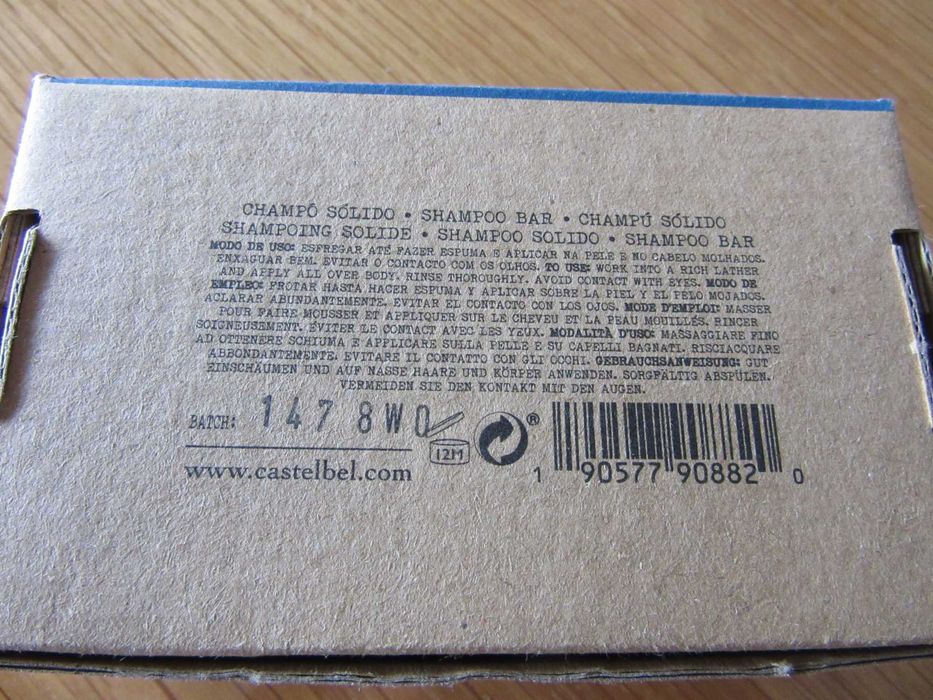 CHAMPÔ SÓLIDO • SHAMPOO BAR • CHAMPÚ SÓLIDO
SHAMPOING SOLIDE • SHAMPOO SOLIDO • SHAMPOO BAR
MODO DE USO: ESFREGAR ATÉ FAZER ESPUMA E APLICAR NA PELE E NO CABELO MOLHADOS.
ENXAGUAR BEM. EVITAR O CONTACTO COM OS OLHOS. TO USE: WORK INTO A RICH LATHER
AND APPLY ALL OVER BODY. RINSE THOROUGHLY. AVOID CONTACT WITH EYES. MODO DE
EMPLEO: FROTAR HASTA HACER ESPUMA Y APLICAR SOBRE LA PIEL Y EL PELO MOJADOS.
ACLARAR ABUNDANTEMENTE. EVITAR EL CONTACTO CON LOS OJOS. MODE D'EMPLOI: MASSER
POUR FAIRE MOUSSER ET APPLIQUER SUR LE CHEVEU ET LA PEAU MOUILLÉS. RINCER
SOIGNEUSEMENT. ÉVITER LE CONTACT AVEC LES YEUX. MODALITÀ D'USO: MASSAGGIARE FINO
AD OTTENERE SCHIUMA E APPLICARE SULLA PELLE E SU CAPELLI BAGNATI. RISCIACQUARE
ABBONDANTEMENTE. EVITARE IL CONTATTO CON GLI OCCHI. GEBRAUCHSANWEISUNG: GUT
EINSCHÄUMEN UND AUF NASSE HAARE UND KÖRPER ANWENDEN. SORGFÄLTIG ABSPÜLEN.
VERMEIDEN SIE DEN KONTAKT MIT DEN AUGEN.
BATCH: 147 8W0
12M
®
www.castelbel.com
1 90577 90882 0